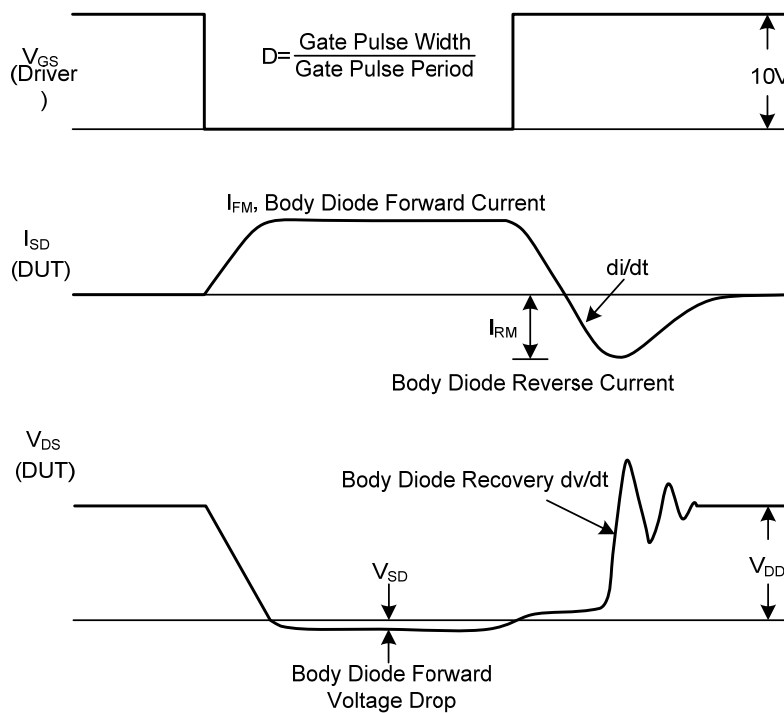 V_GS
(Driver
)
D= Gate Pulse Width
Gate Pulse Period
10V
I_FM, Body Diode Forward Current
I_SD
(DUT)
di/dt
I_RM
Body Diode Reverse Current
V_DS
(DUT)
Body Diode Recovery dv/dt
V_SD
V_DD
Body Diode Forward
Voltage Drop